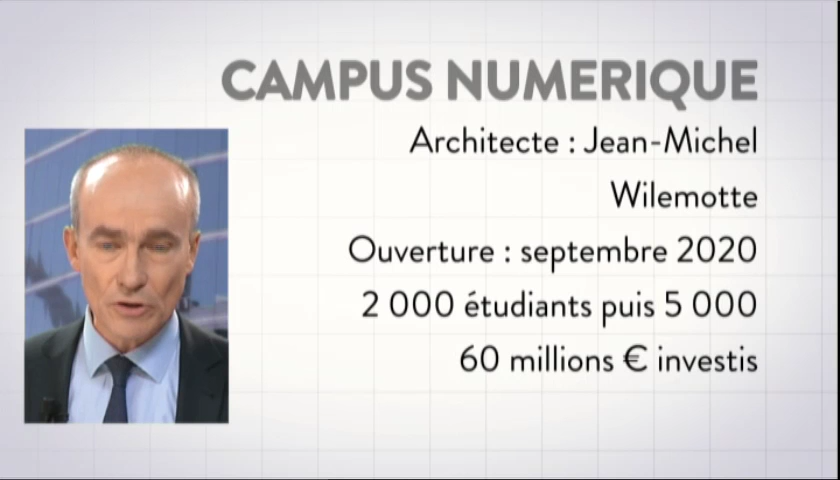 CAMPUS NUMERIQUE
Architecte : Jean-Michel
Wilemotte
Ouverture : septembre 2020
2 000 étudiants puis 5 000
60 millions € investis